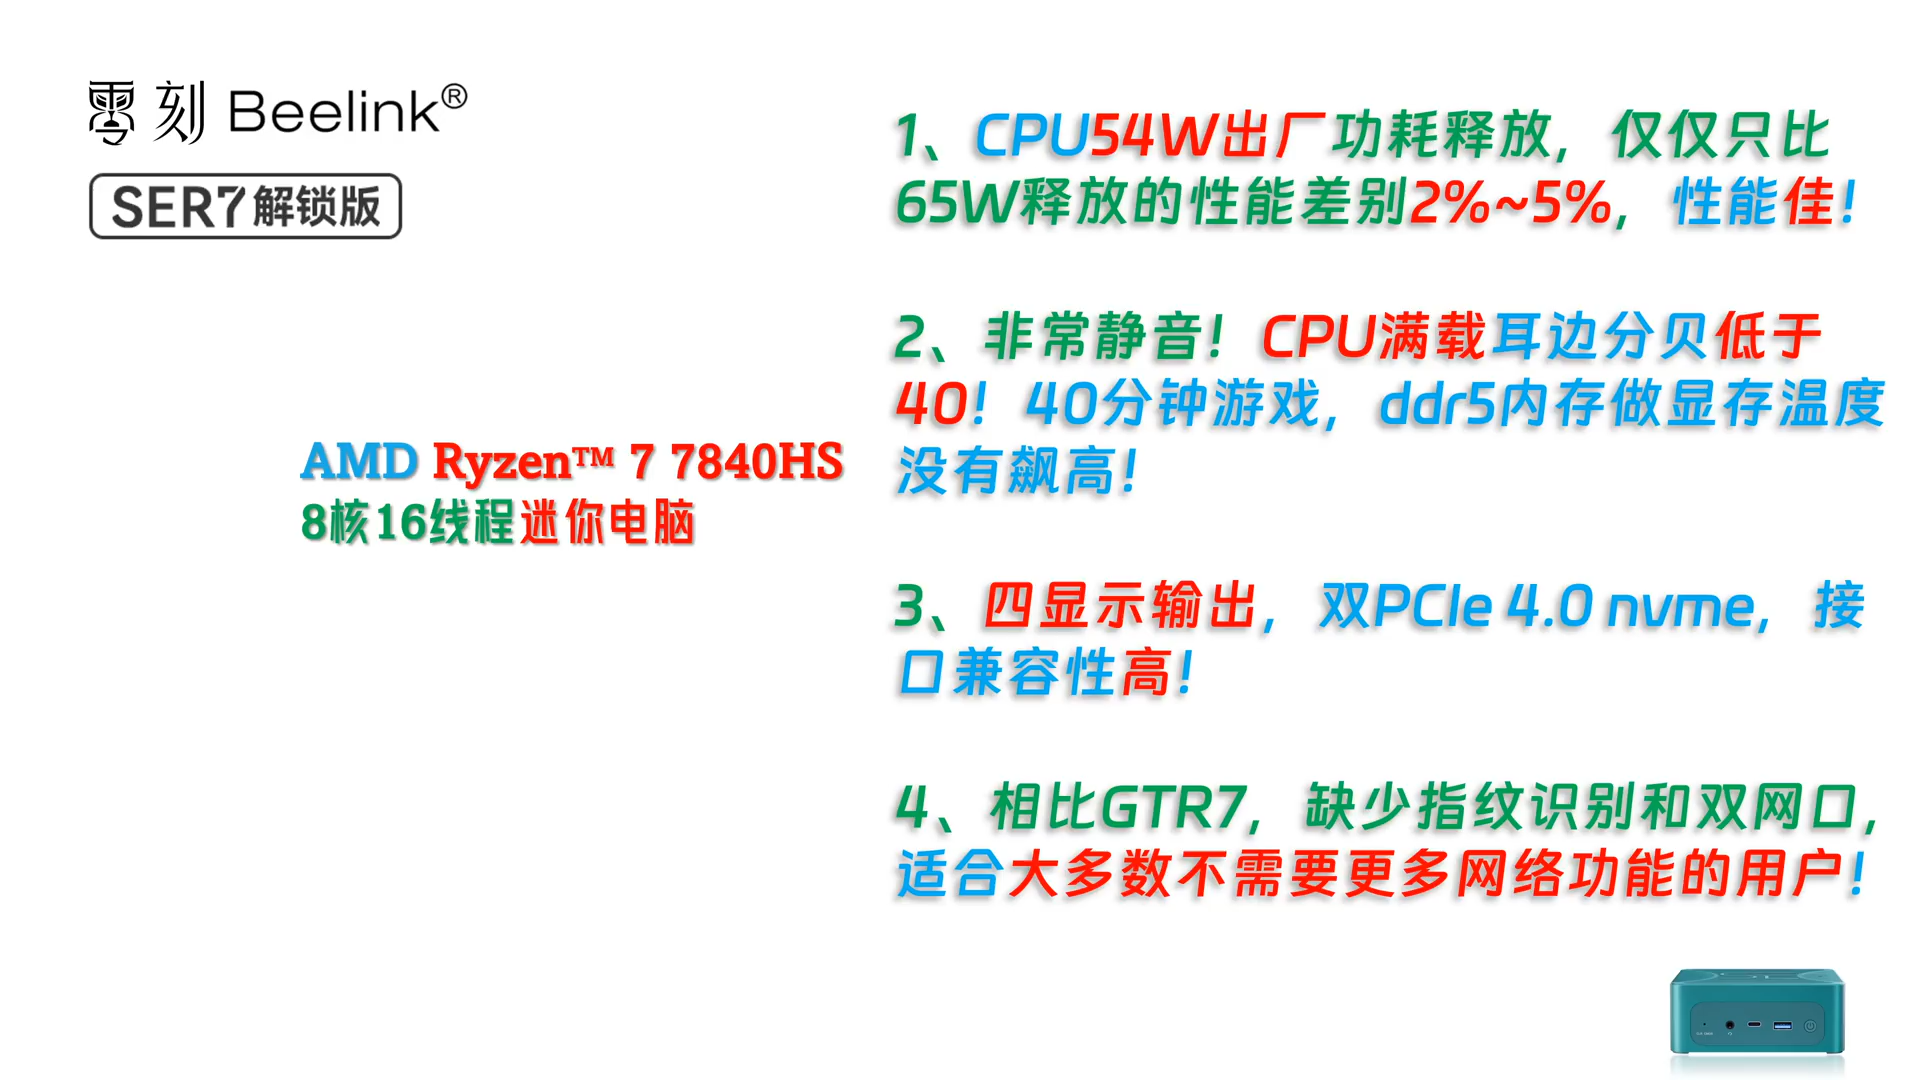 零刻 Beelink®
SER7解锁版
AMD Ryzen™ 7 7840HS
8核16线程迷你电脑
1、CPU54W出厂功耗释放，仅仅只比
65W释放的性能差别2%~5%，性能佳！
2、非常静音！CPU满载耳边分贝低于
40！40分钟游戏，ddr5内存做显存温度
没有飙高！
3、四显示输出，双PCIe 4.0 nvme，接
口兼容性高！
4、相比GTR7，缺少指纹识别和双网口，
适合大多数不需要更多网络功能的用户！